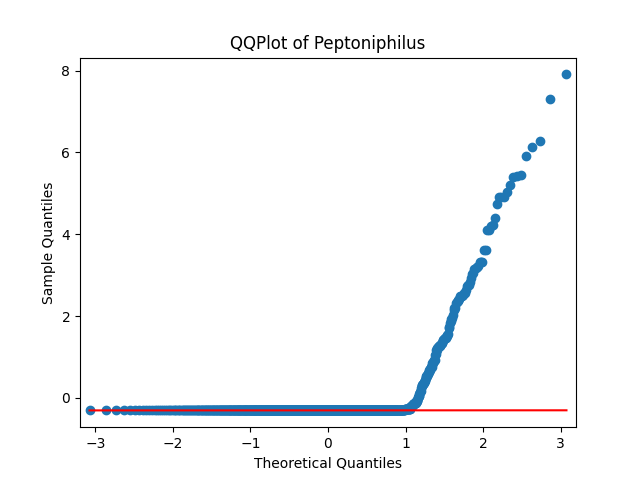 QQPlot of Peptoniphilus
8
6
4
2
0
Sample Quantiles
−3 −2 −1 0 1 2 3
Theoretical Quantiles